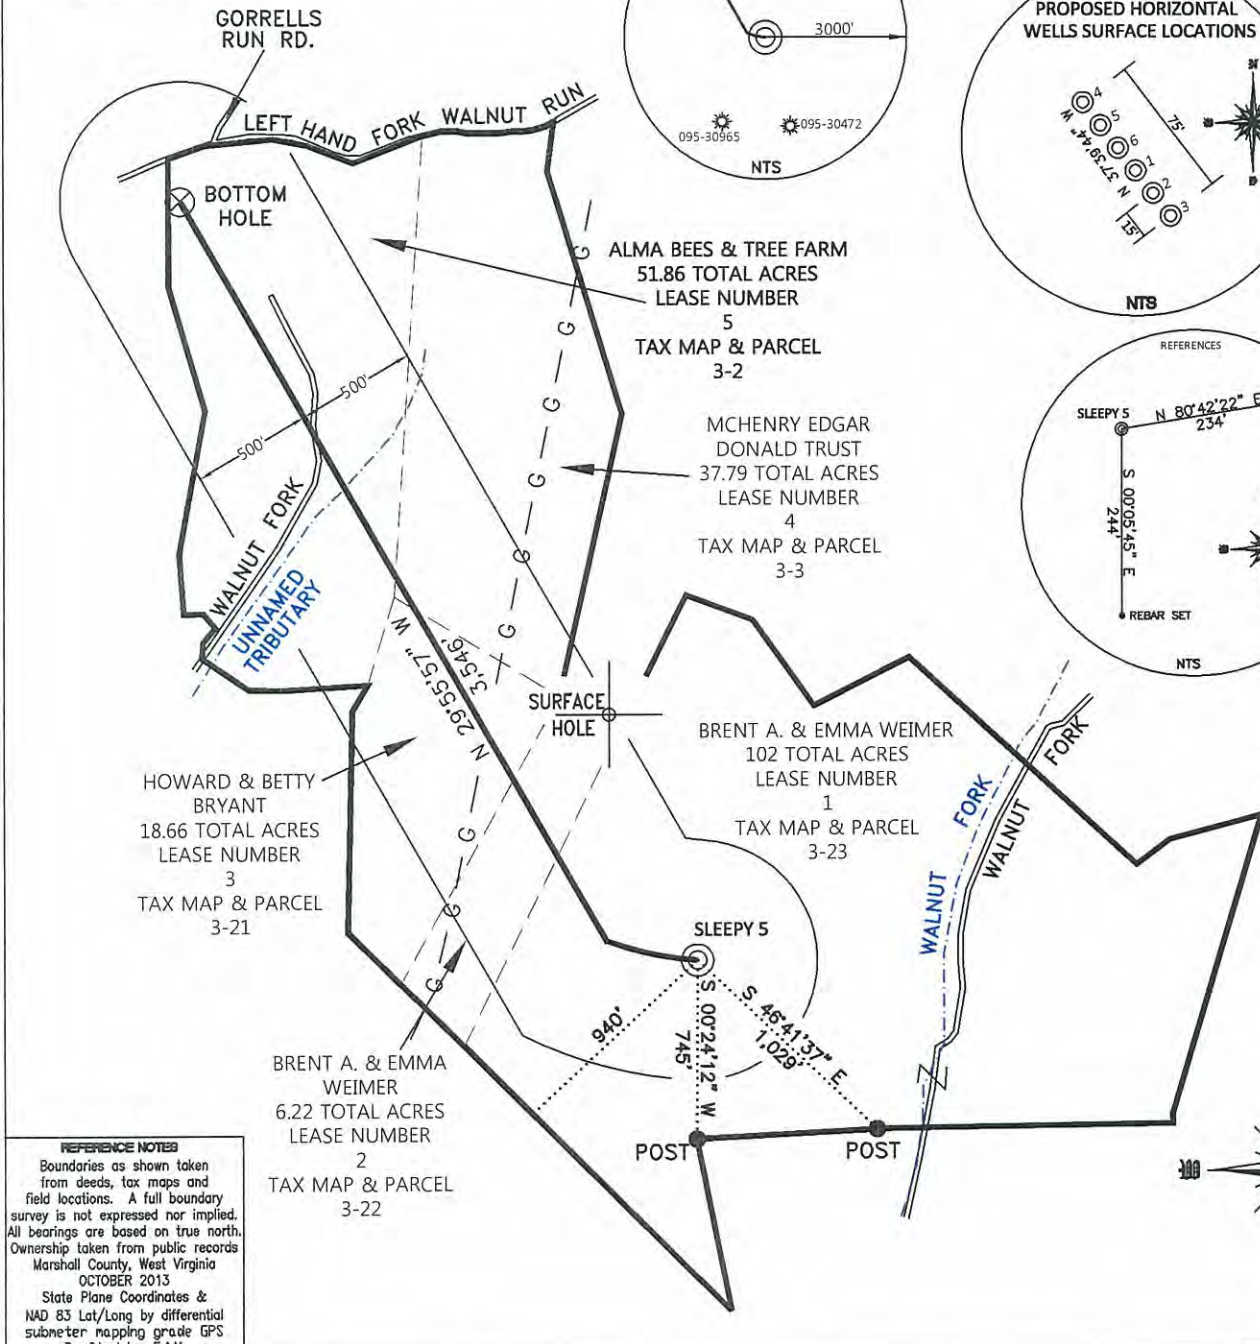 GORRELLS
RUN RD.
LEFT HAND FORK WALNUT RUN
BOTTOM
HOLE
3000'
095-30965
095-30472
NTS
PROPOSED HORIZONTAL
WELLS SURFACE LOCATIONS
4
5
6
1
2
3
75'
N 37°39'44" W
15'
NTS
ALMA BEES & TREE FARM
51.86 TOTAL ACRES
LEASE NUMBER
5
TAX MAP & PARCEL
3-2
REFERENCES
SLEEPY 5
N 80°42'22" E
234'
S 00°05'45" E
244'
REBAR SET
NTS
MCHENRY EDGAR
DONALD TRUST
37.79 TOTAL ACRES
LEASE NUMBER
4
TAX MAP & PARCEL
3-3
500'
500'
WALNUT FORK
UNNAMED
TRIBUTARY
G
G
G
G
G
G
G
G
G
G
G
N 29°55'57" W
3,546'
SURFACE
HOLE
BRENT A. & EMMA WEIMER
102 TOTAL ACRES
LEASE NUMBER
1
TAX MAP & PARCEL
3-23
WALNUT FORK
WALNUT FORK
HOWARD & BETTY
BRYANT
18.66 TOTAL ACRES
LEASE NUMBER
3
TAX MAP & PARCEL
3-21
SLEEPY 5
940'
S 00°24'12" W
745'
S 46°41'37" E
1,029'
POST
POST
BRENT A. & EMMA
WEIMER
6.22 TOTAL ACRES
LEASE NUMBER
2
TAX MAP & PARCEL
3-22
REFERENCE NOTES
Boundaries as shown taken
from deeds, tax maps and
field locations. A full boundary
survey is not expressed nor implied.
All bearings are based on true north.
Ownership taken from public records
Marshall County, West Virginia
OCTOBER 2013
State Plane Coordinates &
NAD 83 Lat/Long by differential
submeter mapping grade GPS